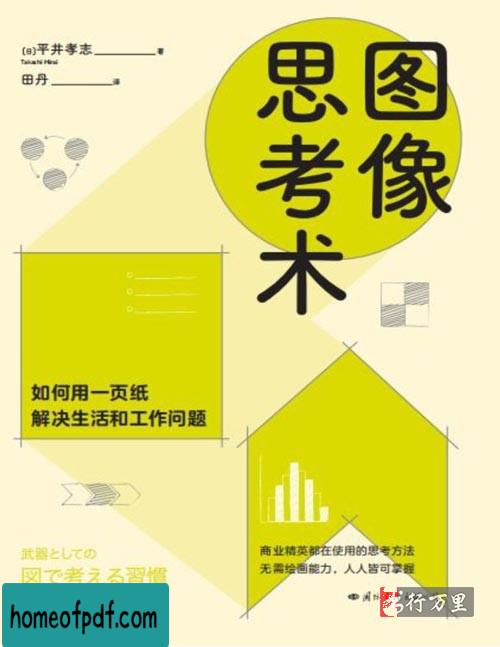 (日)平井孝志 著
Takashi Hirai
田丹 译
图像
思考术
如何用一页纸
解决生活和工作问题
武器としての
図で考える習慣
商业精英都在使用的思考方法
无需绘画能力，人人皆可掌握
homeofpdf.com
书行万里